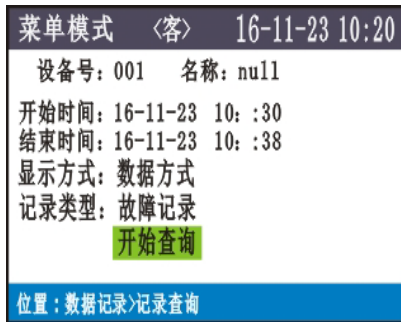 菜单模式 〈客〉 16-11-23 10:20
设备号：001 名称：null
开始时间：16-11-23 10：:30
结束时间：16-11-23 10：:38
显示方式：数据方式
记录类型：故障记录
开始查询
位置：数据记录>记录查询